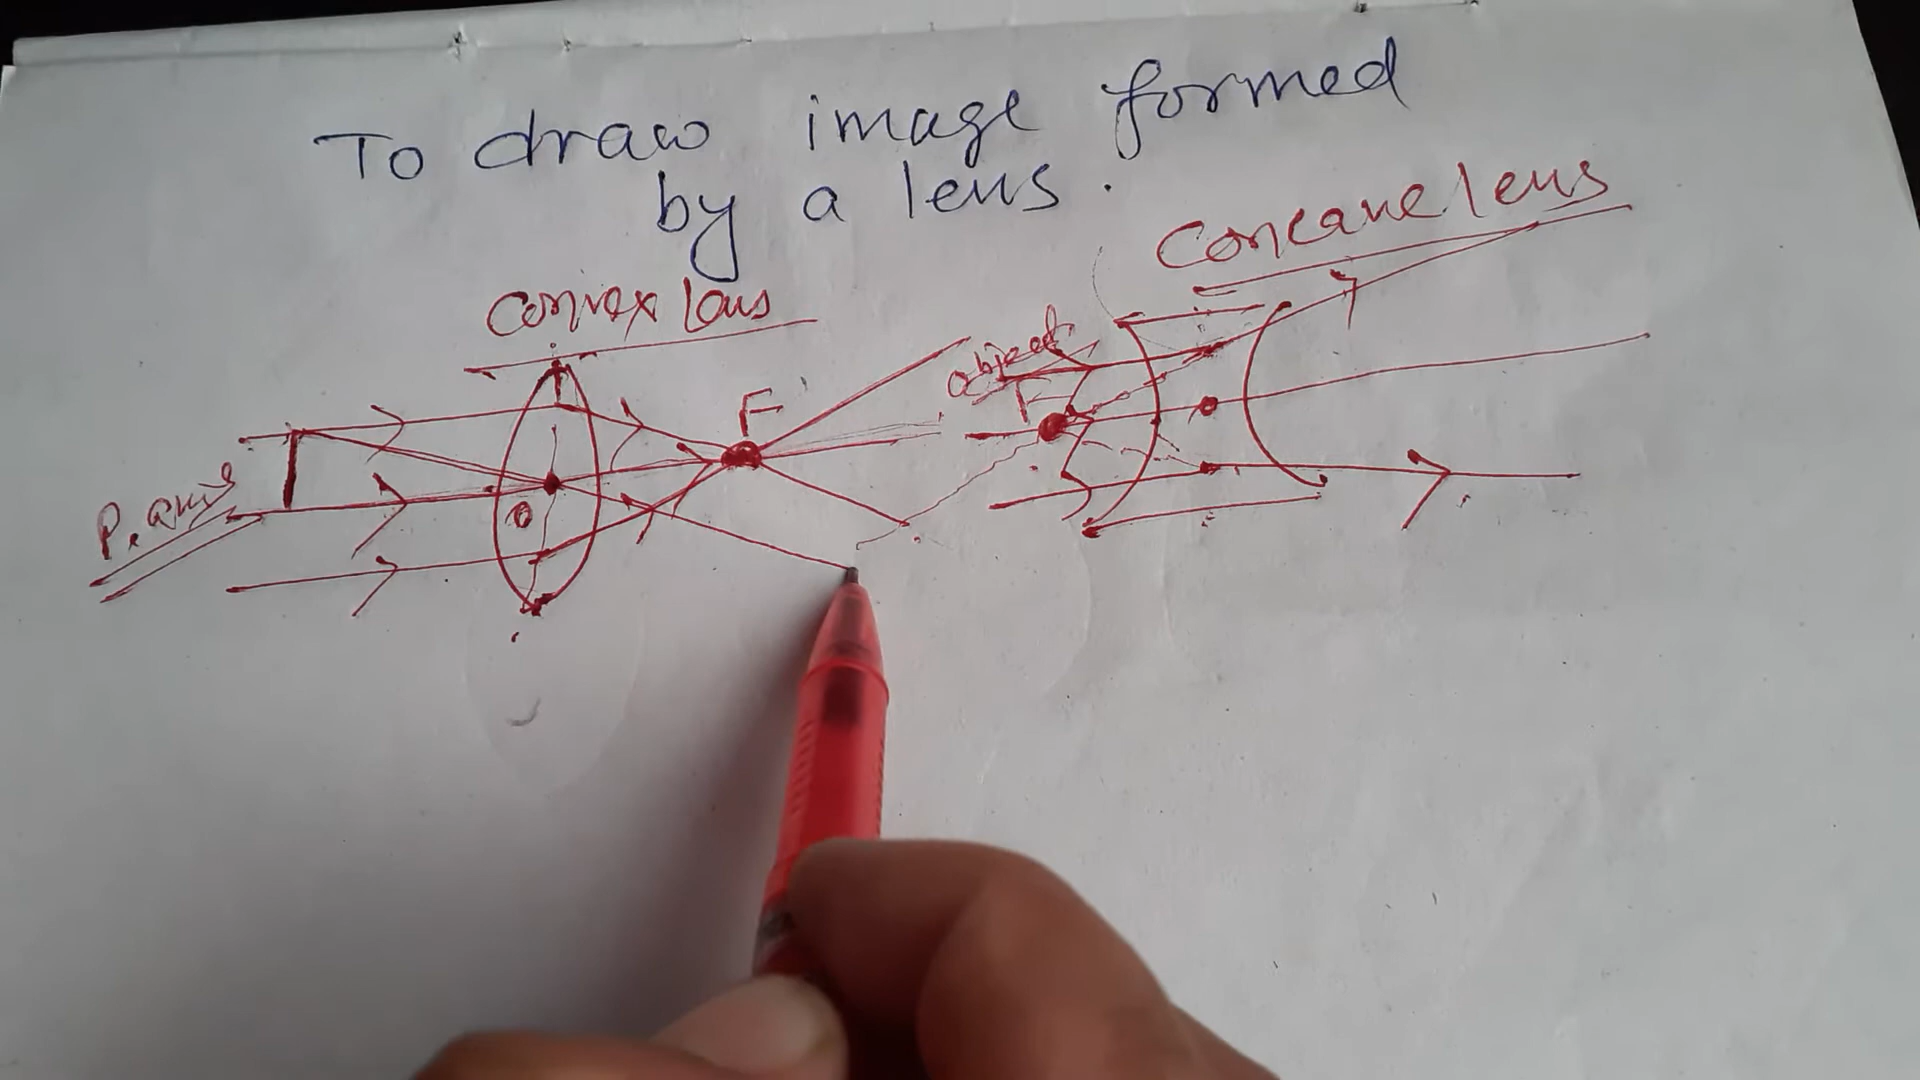 To draw image formed
by a lens.
Concave lens
Convex lens
object
F
F
P. axis
O